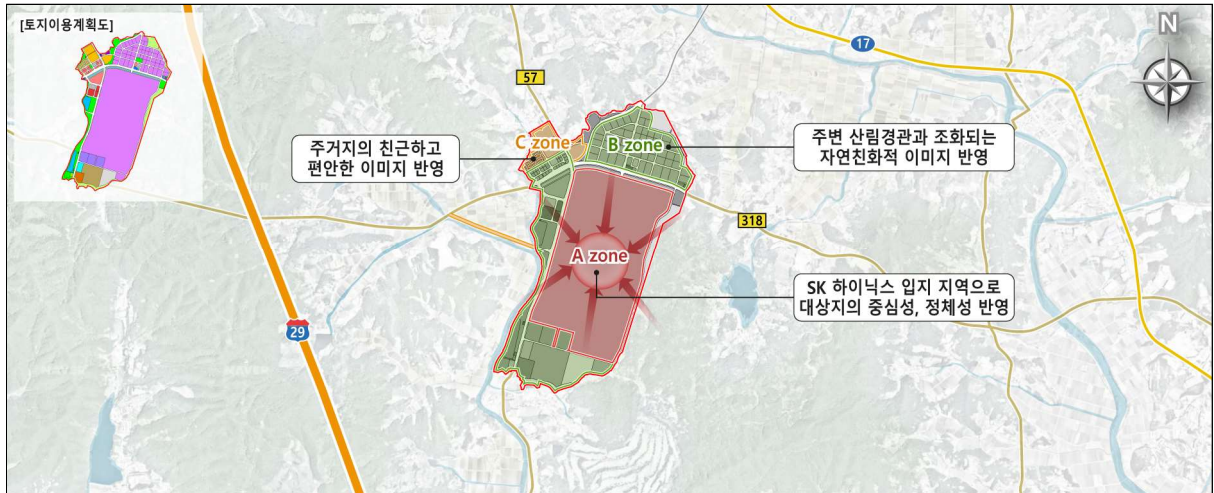 [토지이용계획도]
N
17
57
C zone
B zone
주거지의 친근하고
편안한 이미지 반영
주변 산림경관과 조화되는
자연친화적 이미지 반영
318
A zone
SK 하이닉스 입지 지역으로
대상지의 중심성, 정체성 반영
29